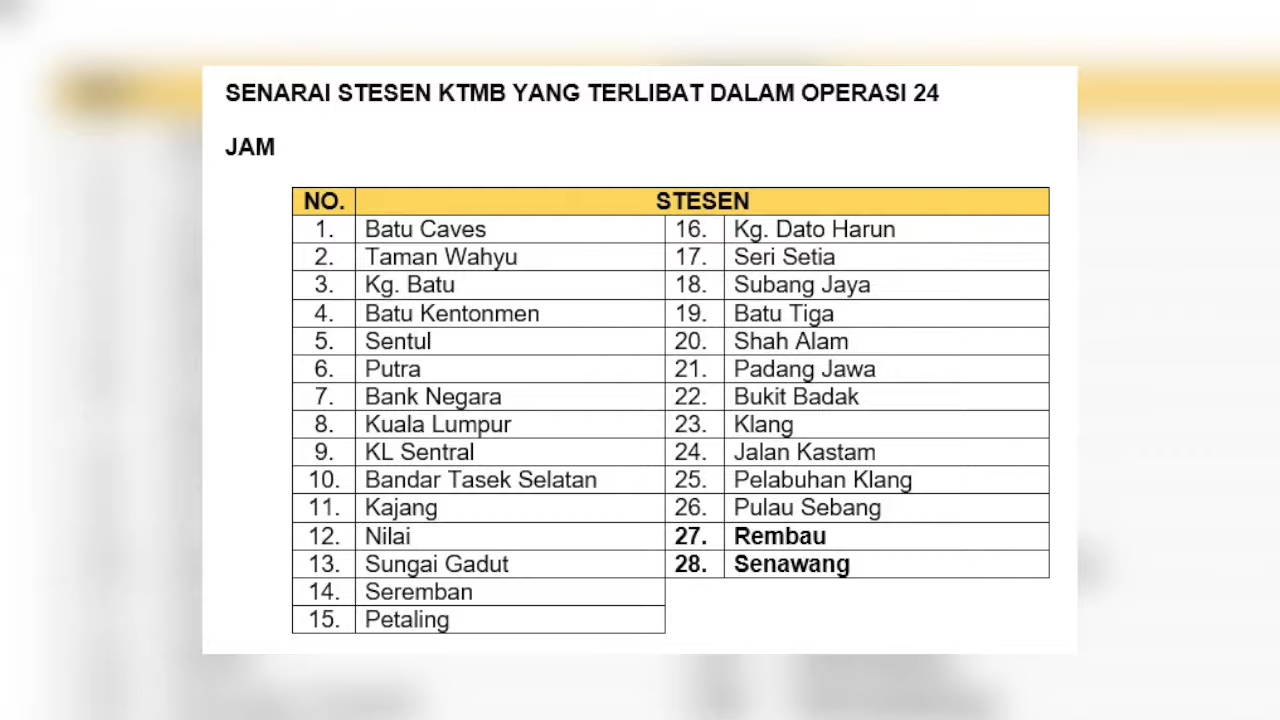 SENARAI STESEN KTMB YANG TERLIBAT DALAM OPERASI 24
JAM
NO. STESEN
1. Batu Caves 16. Kg. Dato Harun
2. Taman Wahyu 17. Seri Setia
3. Kg. Batu 18. Subang Jaya
4. Batu Kentonmen 19. Batu Tiga
5. Sentul 20. Shah Alam
6. Putra 21. Padang Jawa
7. Bank Negara 22. Bukit Badak
8. Kuala Lumpur 23. Klang
9. KL Sentral 24. Jalan Kastam
10. Bandar Tasek Selatan 25. Pelabuhan Klang
11. Kajang 26. Pulau Sebang
12. Nilai 27. Rembau
13. Sungai Gadut 28. Senawang
14. Seremban
15. Petaling